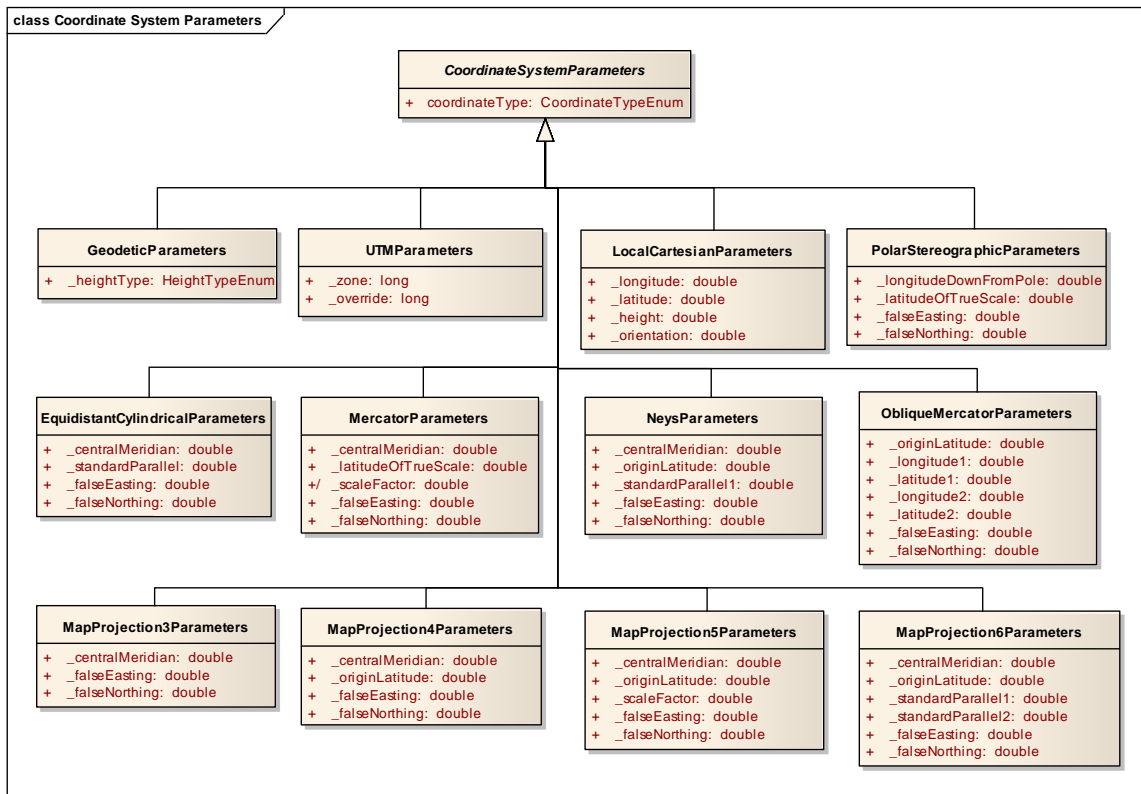 class Coordinate System Parameters
CoordinateSystemParameters
+ coordinateType: CoordinateTypeEnum
GeodeticParameters
+ _heightType: HeightTypeEnum
UTMParameters
+ _zone: long
+ _override: long
LocalCartesianParameters
+ _longitude: double
+ _latitude: double
+ _height: double
+ _orientation: double
PolarStereographicParameters
+ _longitudeDownFromPole: double
+ _latitudeOfTrueScale: double
+ _falseEasting: double
+ _falseNorthing: double
EquidistantCylindricalParameters
+ _centralMeridian: double
+ _standardParallel: double
+ _falseEasting: double
+ _falseNorthing: double
MercatorParameters
+ _centralMeridian: double
+ _latitudeOfTrueScale: double
+/ _scaleFactor: double
+ _falseEasting: double
+ _falseNorthing: double
NeysParameters
+ _centralMeridian: double
+ _originLatitude: double
+ _standardParallel1: double
+ _falseEasting: double
+ _falseNorthing: double
ObliqueMercatorParameters
+ _originLatitude: double
+ _longitude1: double
+ _latitude1: double
+ _longitude2: double
+ _latitude2: double
+ _falseEasting: double
+ _falseNorthing: double
MapProjection3Parameters
+ _centralMeridian: double
+ _falseEasting: double
+ _falseNorthing: double
MapProjection4Parameters
+ _centralMeridian: double
+ _originLatitude: double
+ _falseEasting: double
+ _falseNorthing: double
MapProjection5Parameters
+ _centralMeridian: double
+ _originLatitude: double
+ _scaleFactor: double
+ _falseEasting: double
+ _falseNorthing: double
MapProjection6Parameters
+ _centralMeridian: double
+ _originLatitude: double
+ _standardParallel1: double
+ _standardParallel2: double
+ _falseEasting: double
+ _falseNorthing: double